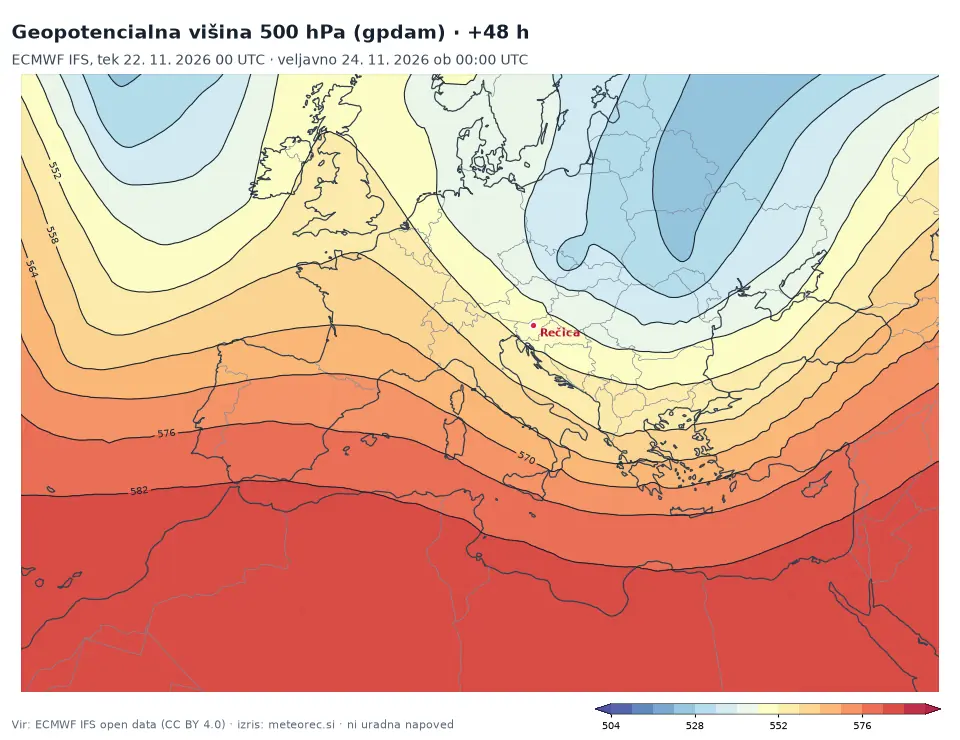 Geopotencialna višina 500 hPa (gpdam) · +48 h
ECMWF IFS, tek 22. 11. 2026 00 UTC · veljavno 24. 11. 2026 ob 00:00 UTC
552
558
564
Rečica
576
570
582
504 528 552 576
Vir: ECMWF IFS open data (CC BY 4.0) · izris: meteorec.si · ni uradna napoved